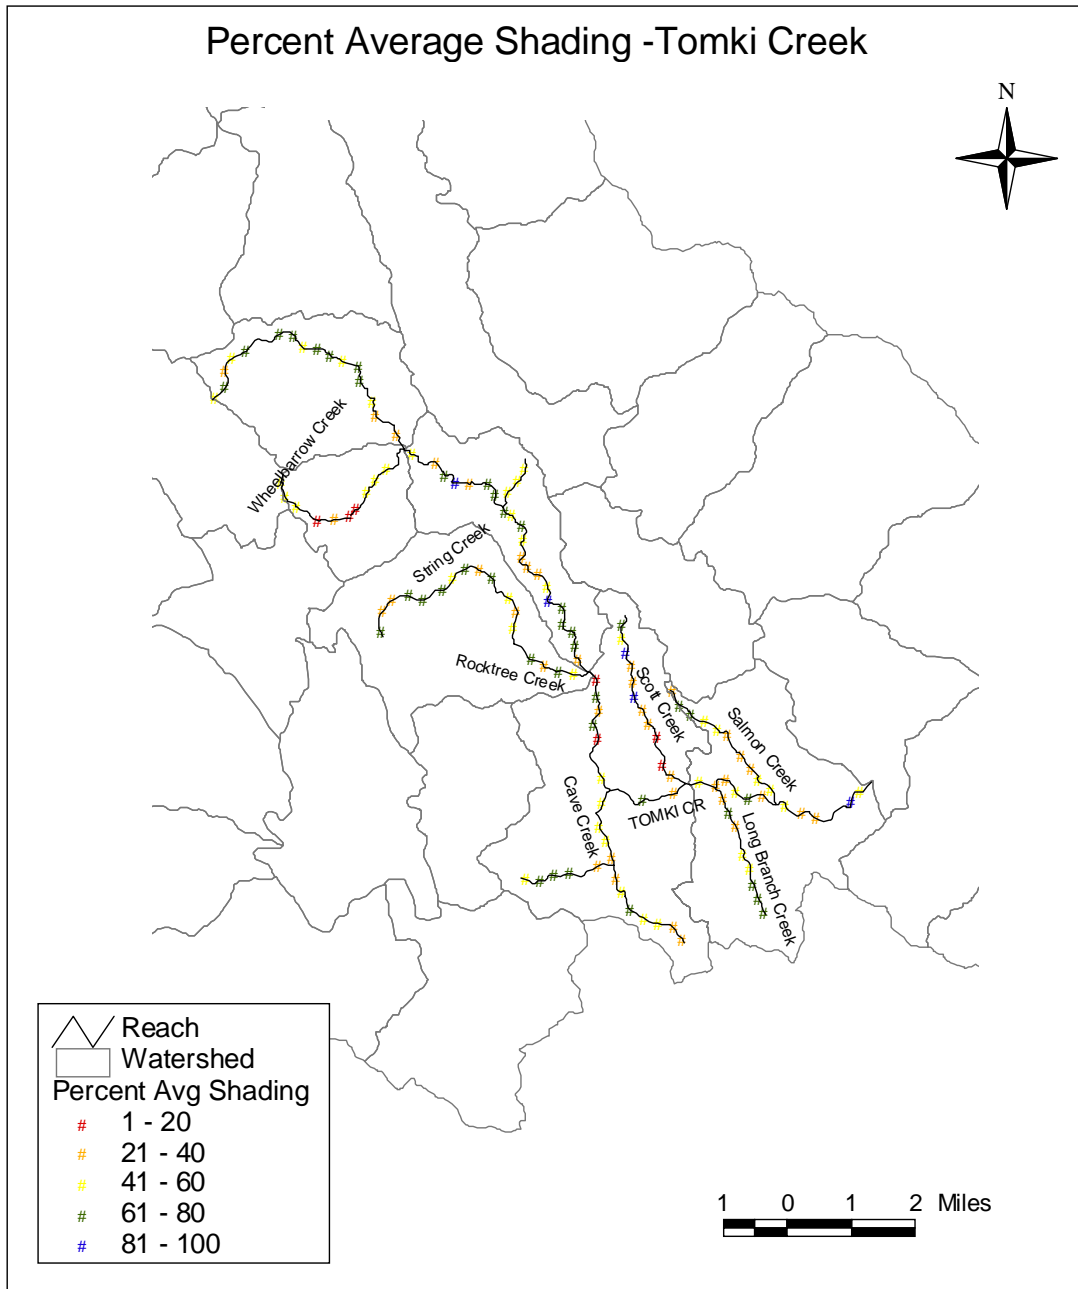 Percent Average Shading -Tomki Creek
N
Wheelbarrow Creek
String Creek
Rocktree Creek
Scott Creek
Salmon Creek
Cave Creek
TOMKI CR
Long Branch Creek
Reach
Watershed
Percent Avg Shading
# 1 - 20
# 21 - 40
# 41 - 60
# 61 - 80
# 81 - 100
1 0 1 2 Miles